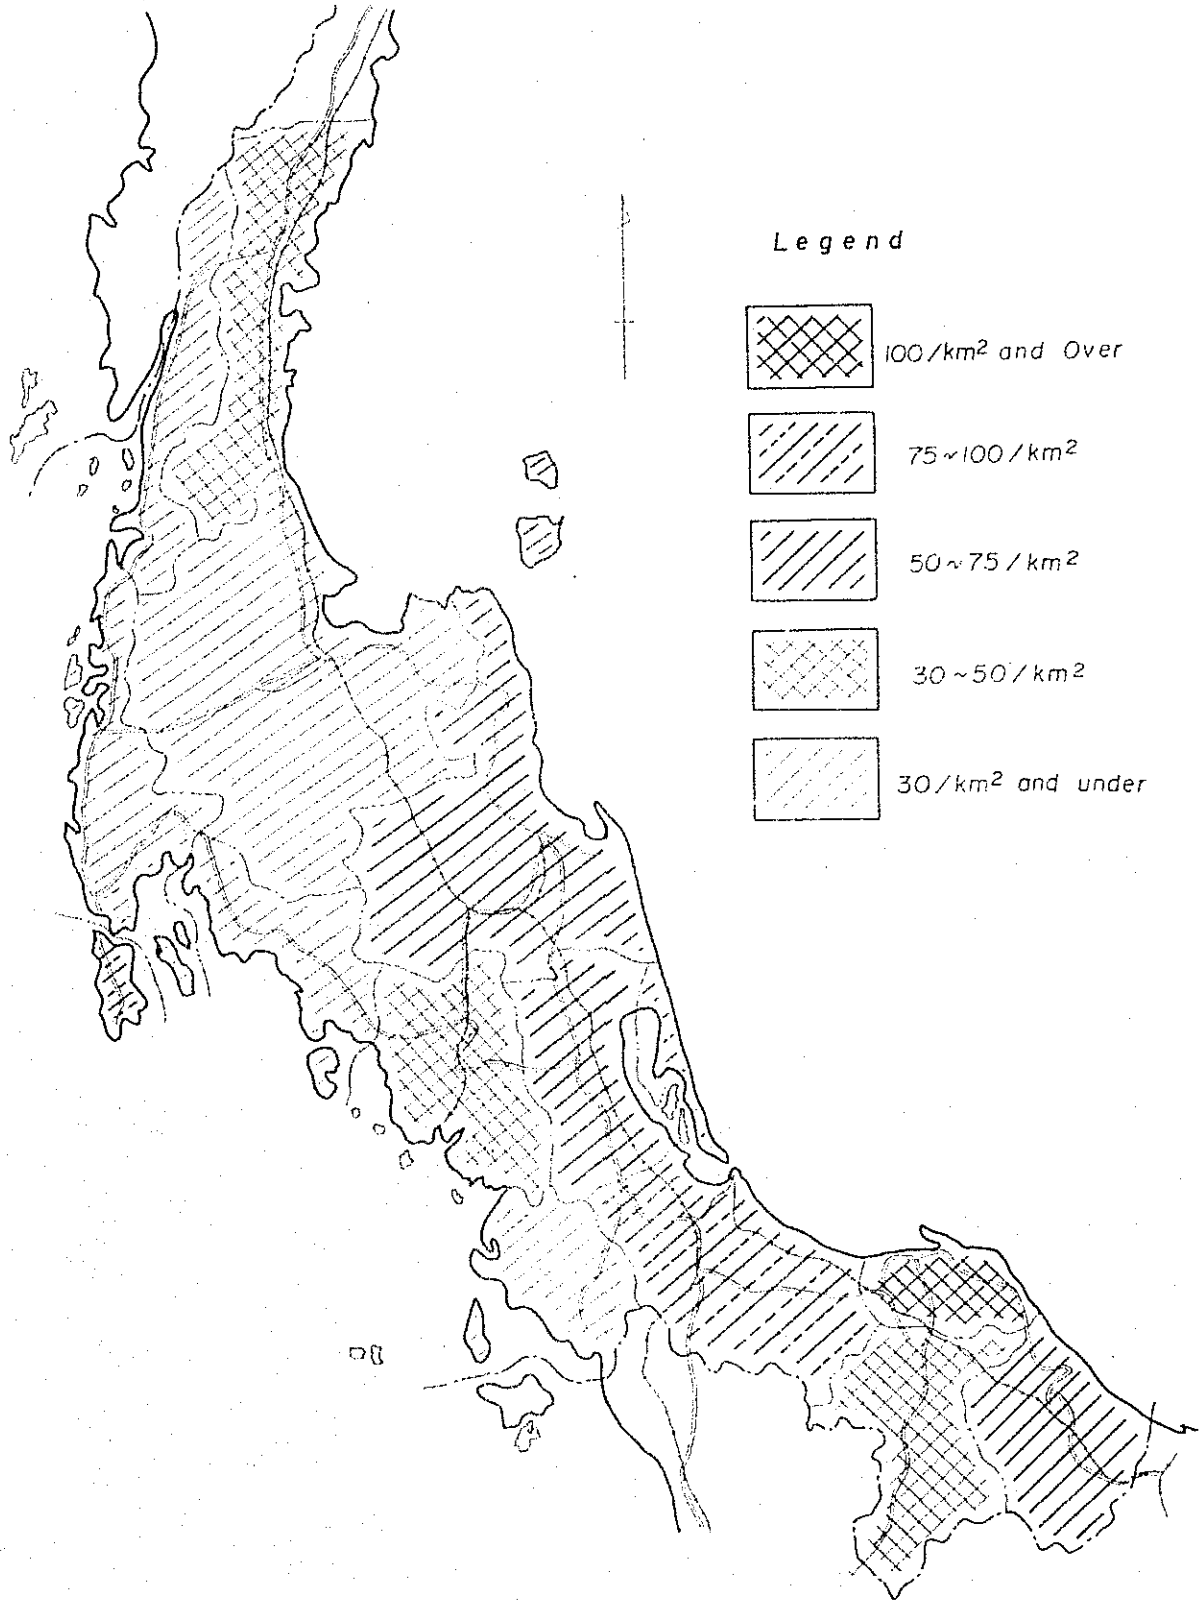 Legend
100/km² and Over
75~100/km²
50~75/km²
30~50/km²
30/km² and under